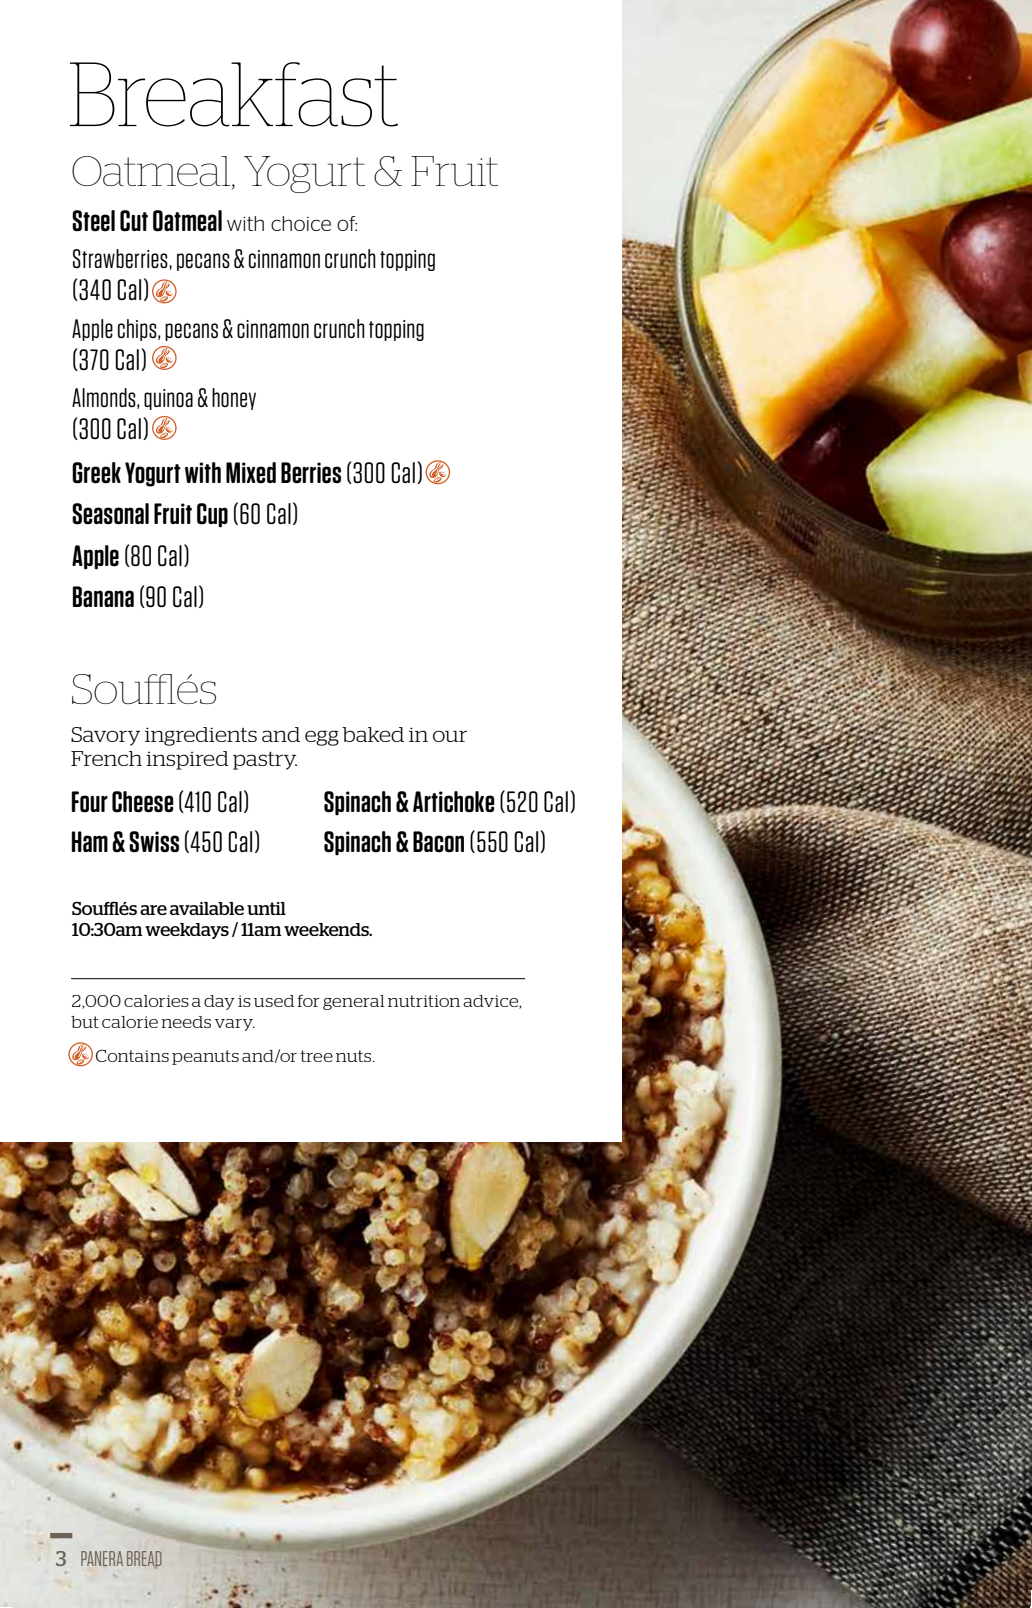 Breakfast
Oatmeal, Yogurt & Fruit
Steel Cut Oatmeal with choice of:
Strawberries, pecans & cinnamon crunch topping
(340 Cal)
Apple chips, pecans & cinnamon crunch topping
(370 Cal)
Almonds, quinoa & honey
(300 Cal)
Greek Yogurt with Mixed Berries (300 Cal)
Seasonal Fruit Cup (60 Cal)
Apple (80 Cal)
Banana (90 Cal)
Soufflés
Savory ingredients and egg baked in our
French inspired pastry.
Four Cheese (410 Cal)
Ham & Swiss (450 Cal)
Spinach & Artichoke (520 Cal)
Spinach & Bacon (550 Cal)
Soufflés are available until
10:30am weekdays / 11am weekends.
2,000 calories a day is used for general nutrition advice,
but calorie needs vary.
Contains peanuts and/or tree nuts.
3 PANERA BREAD